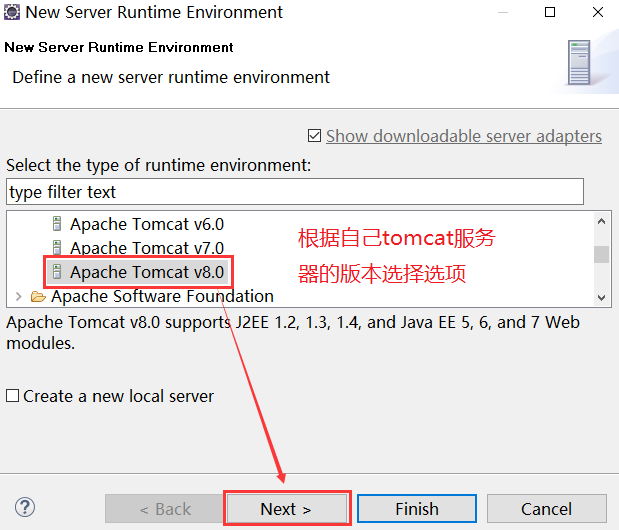 New Server Runtime Environment
New Server Runtime Environment
Define a new server runtime environment
Show downloadable server adapters
Select the type of runtime environment:
type filter text
Apache Tomcat v6.0
Apache Tomcat v7.0
Apache Tomcat v8.0
Apache Software Foundation
根据自己tomcat服务
器的版本选择选项
Apache Tomcat v8.0 supports J2EE 1.2, 1.3, 1.4, and Java EE 5, 6, and 7 Web
modules.
Create a new local server
? < Back Next > Finish Cancel